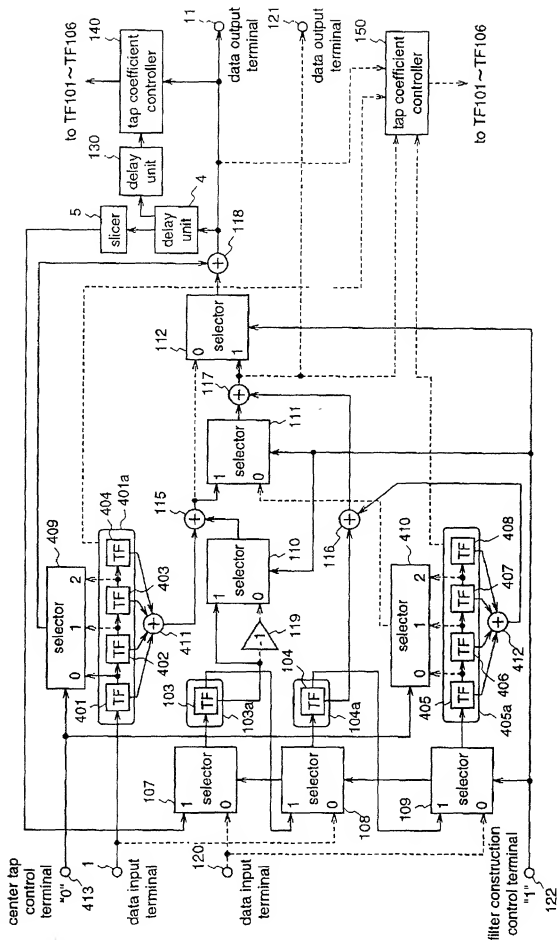 to TF101~TF106
140
tap coefficient
controller
11
data output
terminal
121
data output
terminal
150
tap coefficient
controller
to TF101~TF106
130
delay
unit
5
slicer
4
delay
unit
118
+
112
selector
0
1
117
+
111
selector
1
0
115
+
110
selector
1
0
116
+
119
-1
409
selector
0
1
2
404
401a
TF
403
TF
402
TF
401
TF
411
+
103
TF
103a
104
TF
104a
410
selector
0
1
2
408
TF
407
TF
406
TF
405
TF
405a
412
+
107
selector
1
0
108
selector
1
0
109
selector
1
0
center tap
control
terminal
"0"
413
1
data input
terminal
120
data input
terminal
filter construction
control terminal
"1"
122